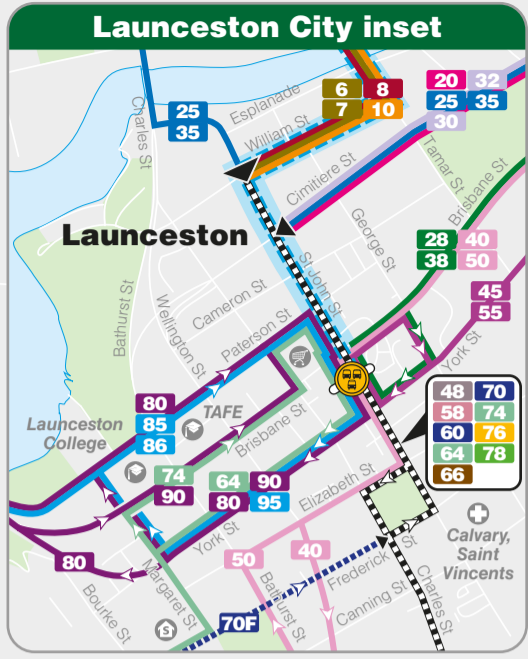 Launceston City inset
6 8
7 10
20 32
25 35
30
25
35
Esplanade
William St
Charles St
Cimitiere St
Tamar St
Brisbane St
Launceston
George St
St John St
28 40
38 50
45
55
Bathurst St
Wellington St
Cameron St
Paterson St
York St
48 70
58 74
60 76
64 78
66
80
85
86
TAFE
Launceston
College
Brisbane St
74
90
64 90
80 95
Elizabeth St
York St
Calvary,
Saint
Vincents
80
50
40
Frederick St
Margaret St
Bourke St
Bathurst St
Canning St
Charles St
S
70F